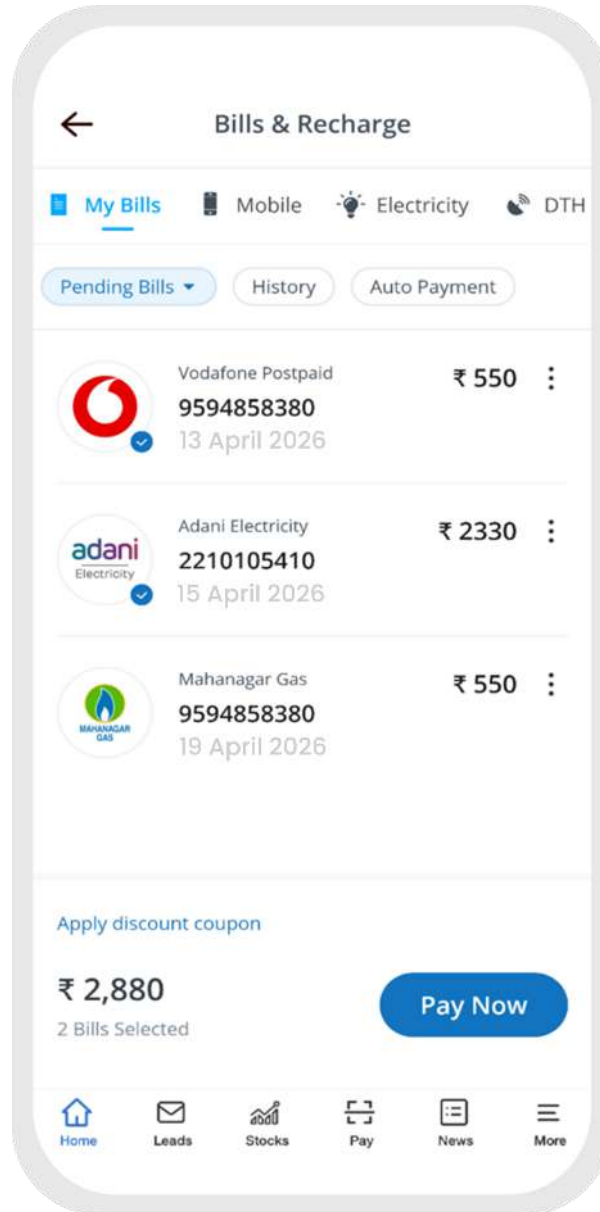 Bills & Recharge
My Bills Mobile Electricity DTH
Pending Bills History Auto Payment
Vodafone Postpaid ₹ 550
9594858380
13 April 2026
adani
Electricity
Adani Electricity ₹ 2330
2210105410
15 April 2026
MAHANAGAR
GAS
Mahanagar Gas ₹ 550
9594858380
19 April 2026
Apply discount coupon
₹ 2,880
2 Bills Selected
Pay Now
Home Leads Stocks Pay News More